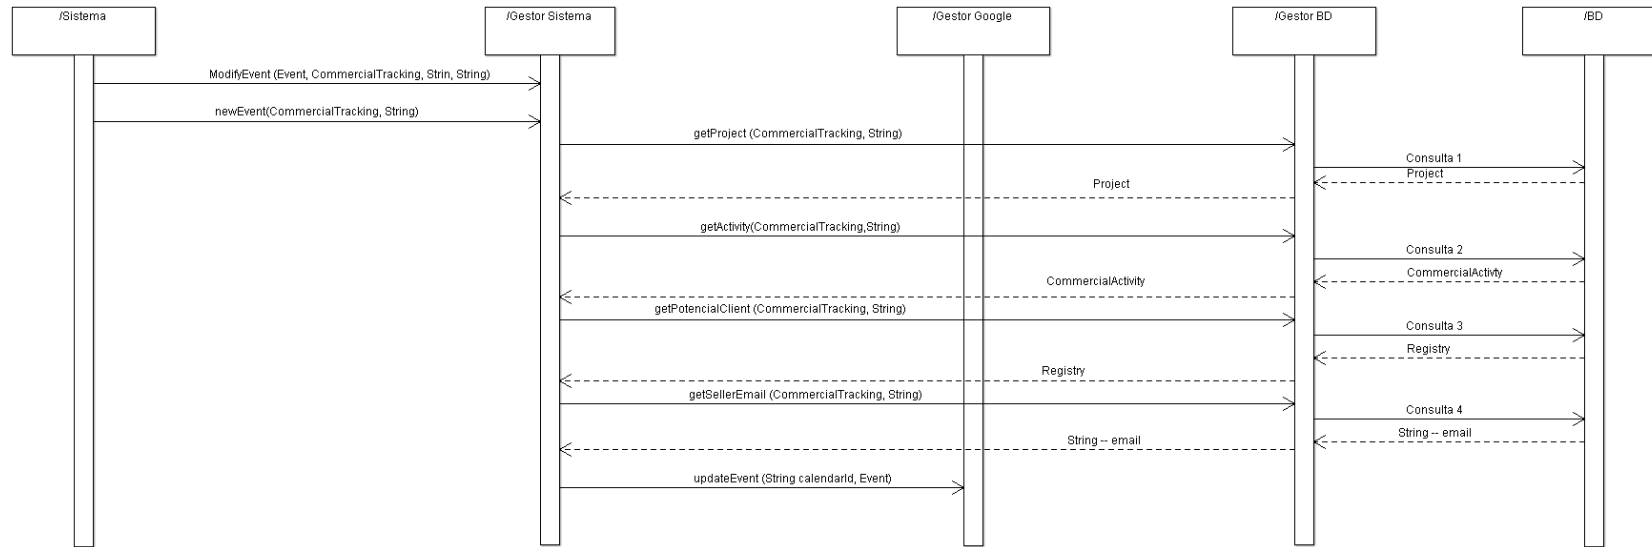 /Sistema
/Gestor Sistema
/Gestor Google
/Gestor BD
/BD
ModifyEvent (Event, CommercialTracking, Strin, String)
newEvent(CommercialTracking, String)
getProject (CommercialTracking, String)
Consulta 1
Project
Project
getActivity(CommercialTracking,String)
Consulta 2
CommercialActivty
CommercialActivity
getPotencialClient (CommercialTracking, String)
Consulta 3
Registry
Registry
getSellerEmail (CommercialTracking, String)
Consulta 4
String -- email
String -- email
updateEvent (String calendarId, Event)